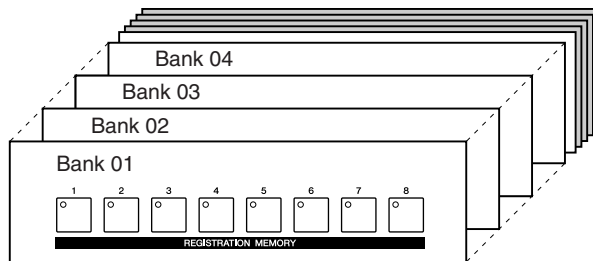 Bank 04
Bank 03
Bank 02
Bank 01
1 2 3 4 5 6 7 8
REGISTRATION MEMORY